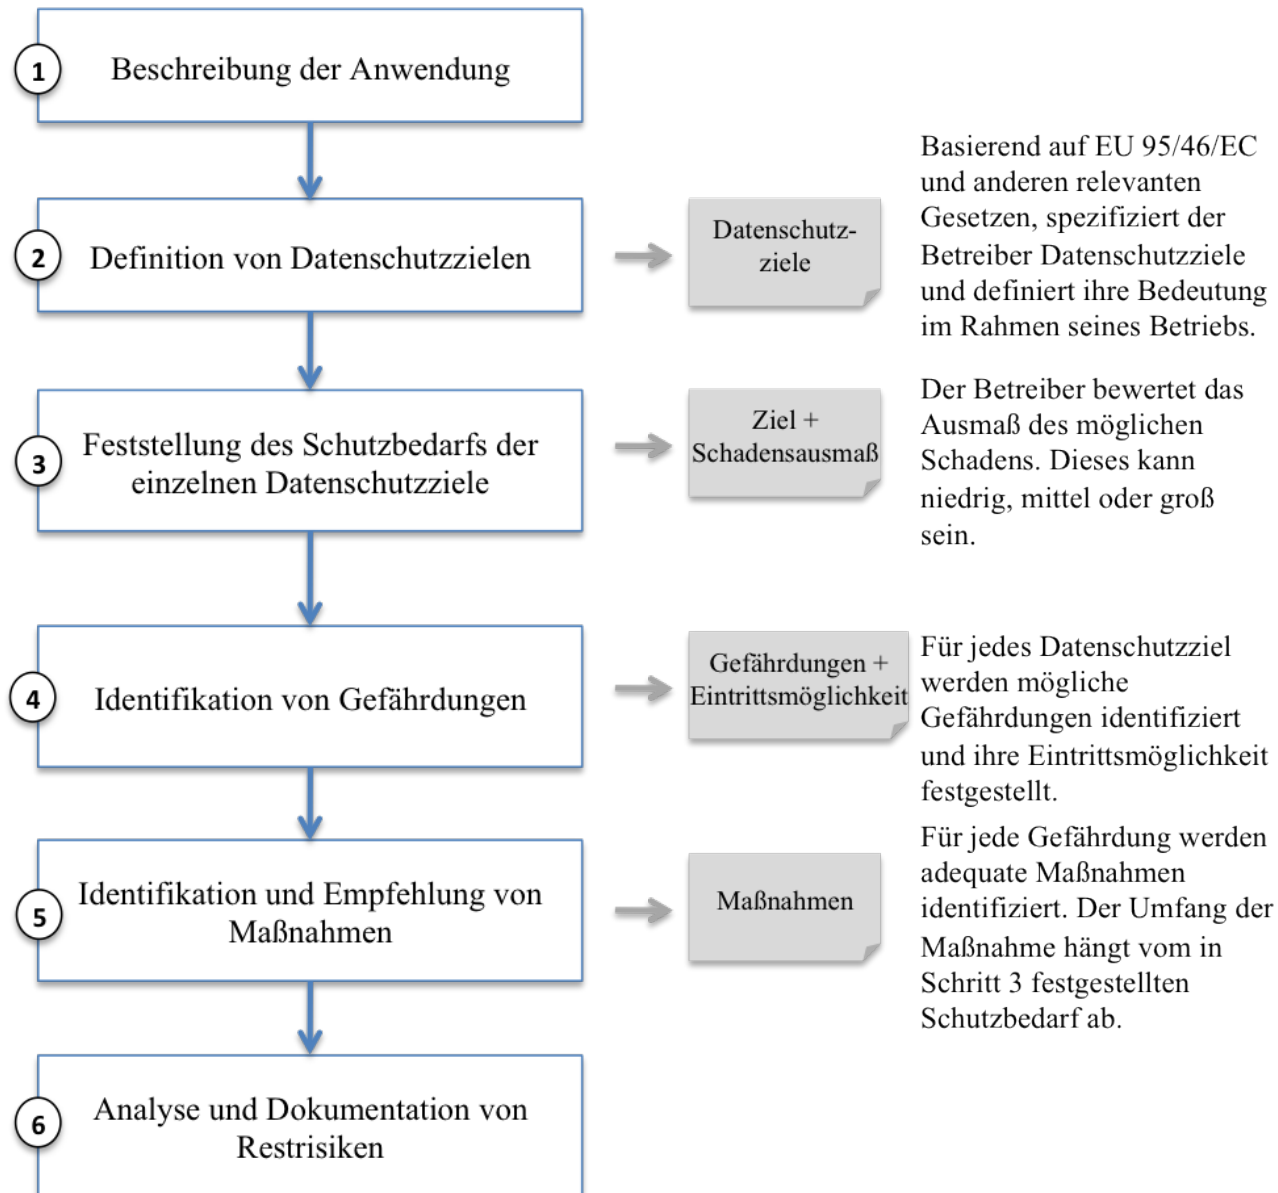 1
Beschreibung der Anwendung
2
Definition von Datenschutzzielen
Datenschutz-
ziele
Basierend auf EU 95/46/EC
und anderen relevanten
Gesetzen, spezifiziert der
Betreiber Datenschutzziele
und definiert ihre Bedeutung
im Rahmen seines Betriebs.
3
Feststellung des Schutzbedarfs der
einzelnen Datenschutzziele
Ziel +
Schadensausmaß
Der Betreiber bewertet das
Ausmaß des möglichen
Schadens. Dieses kann
niedrig, mittel oder groß
sein.
4
Identifikation von Gefährdungen
Gefährdungen +
Eintrittsmöglichkeit
Für jedes Datenschutzziel
werden mögliche
Gefährdungen identifiziert
und ihre Eintrittsmöglichkeit
festgestellt.
5
Identifikation und Empfehlung von
Maßnahmen
Maßnahmen
Für jede Gefährdung werden
adequate Maßnahmen
identifiziert. Der Umfang der
Maßnahme hängt vom in
Schritt 3 festgestellten
Schutzbedarf ab.
6
Analyse und Dokumentation von
Restrisiken